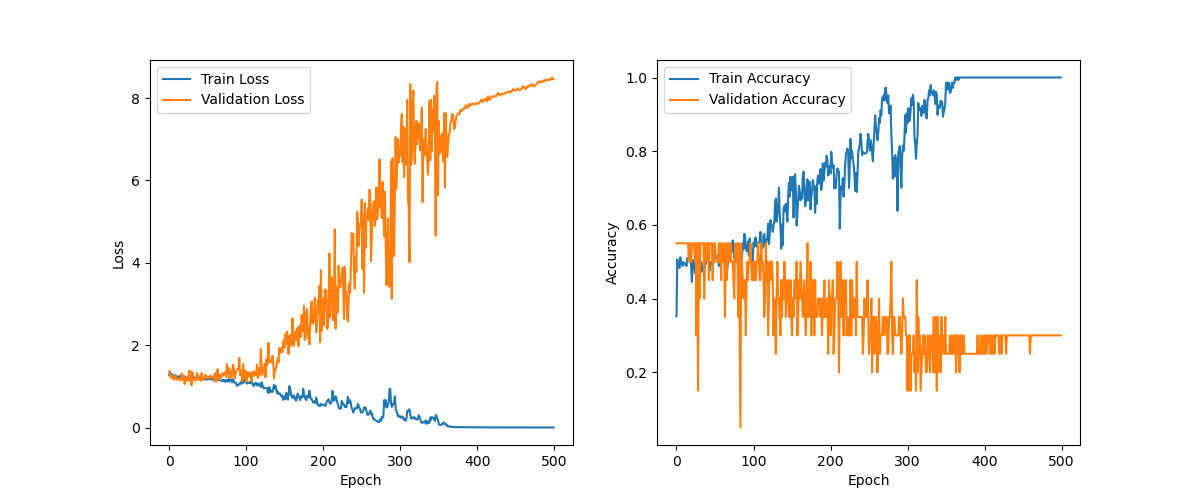 Train Loss
Validation Loss
8
6
4
2
0
Loss
0 100 200 300 400 500
Epoch
Train Accuracy
Validation Accuracy
1.0
0.8
0.6
0.4
0.2
Accuracy
0 100 200 300 400 500
Epoch